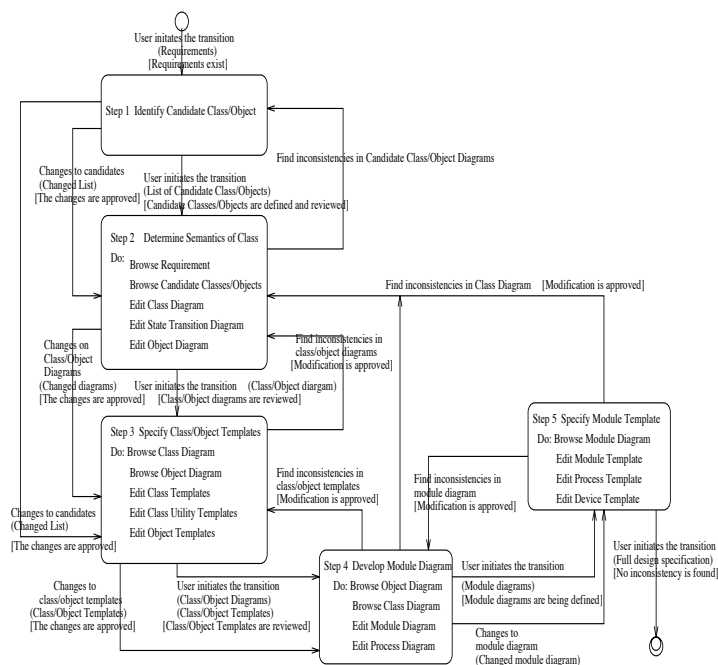 User initates the transition
(Requirements)
[Requirements exist]
Step 1 Identify Candidate Class/Object
Find inconsistencies in Candidate Class/Object Diagrams
Changes to candidates
(Changed List)
[The changes are approved]
User initiates the transition
(List of Candidate Class/Objects)
[Candidate Classes/Objects are defined and reviewed]
Step 2 Determine Semantics of Class
Do:
Browse Requirement
Browse Candidate Classes/Objects
Edit Class Diagram
Edit State Transition Diagram
Edit Object Diagram
Find inconsistencies in Class Diagram [Modification is approved]
Changes on
Class/Object
Diagrams
(Changed diagrams)
[The changes are approved]
Find inconsistencies in
class/object diagrams
[Modification is approved]
User initiates the transition (Class/Object diargram)
[Class/Object diagrams are reviewed]
Step 3 Specify Class/Object Templates
Do: Browse Class Diagram
Browse Object Diagram
Edit Class Templates
Edit Class Utility Templates
Edit Object Templates
Step 5 Specify Module Template
Do: Browse Module Diagram
Edit Module Template
Edit Process Template
Edit Device Template
Find inconsistencies in
class/object templates
[Modification is approved]
Find inconsistencies in
module diagram
[Modification is approved]
Changes to candidates
(Changed List)
[The changes are approved]
User initiates the transition
(Full design specification)
[No inconsistency is found]
Step 4 Develop Module Diagram
Do: Browse Object Diagram
Browse Class Diagram
Edit Module Diagram
Edit Process Diagram
User initiates the transition
(Module diagrams)
[Module diagrams are being defined]
Changes to
class/object templates
(Class/Object Templates)
[The changes are approved]
User initiates the transition
(Class/Object Diagrams)
(Class/Object Templates)
[Class/Object Templates are reviewed]
Changes to
module diagram
(Changed module diagram)